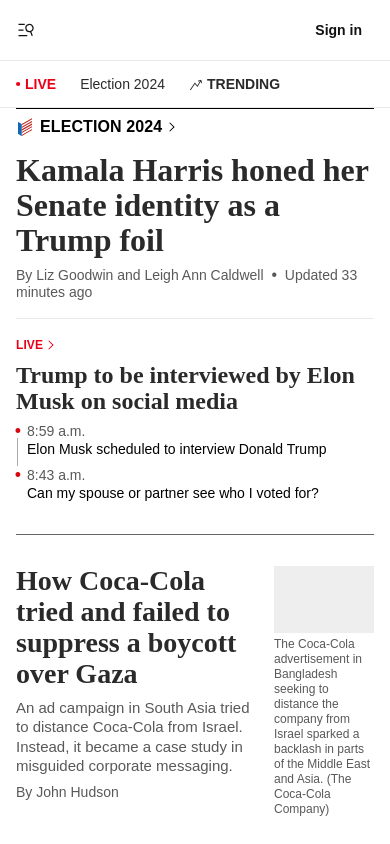 Sign in
LIVE
Election 2024
TRENDING
ELECTION 2024
Kamala Harris honed her
Senate identity as a
Trump foil
By Liz Goodwin and Leigh Ann Caldwell • Updated 33
minutes ago
LIVE
Trump to be interviewed by Elon
Musk on social media
8:59 a.m.
Elon Musk scheduled to interview Donald Trump
8:43 a.m.
Can my spouse or partner see who I voted for?
How Coca-Cola
tried and failed to
suppress a boycott
over Gaza
An ad campaign in South Asia tried
to distance Coca-Cola from Israel.
Instead, it became a case study in
misguided corporate messaging.
By John Hudson
The Coca-Cola
advertisement in
Bangladesh
seeking to
distance the
company from
Israel sparked a
backlash in parts
of the Middle East
and Asia. (The
Coca-Cola
Company)